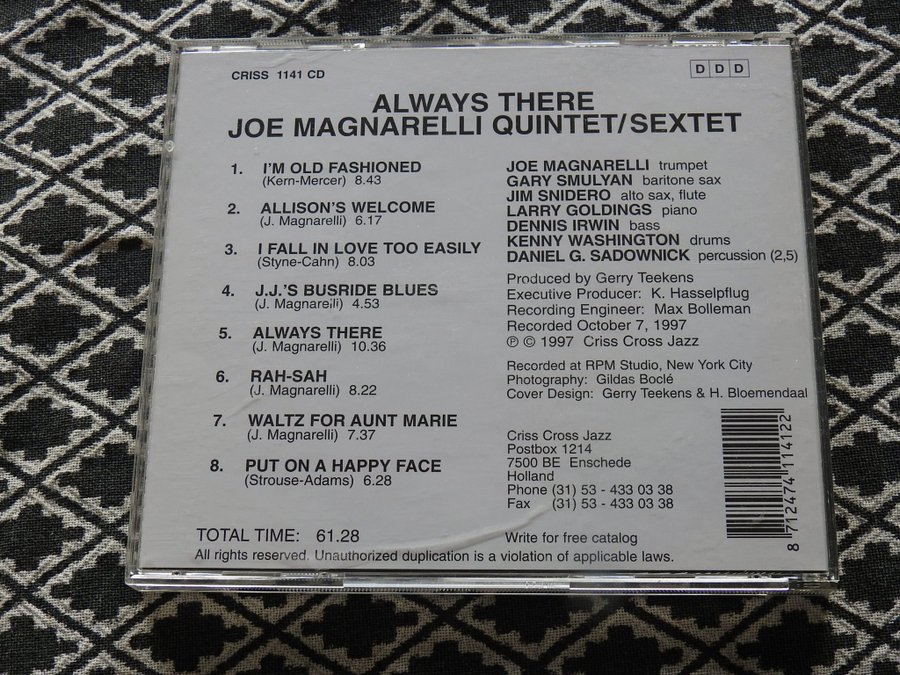 CRISS 1141 CD
DDD
ALWAYS THERE
JOE MAGNARELLI QUINTET/SEXTET
1. I'M OLD FASHIONED
(Kern-Mercer) 8.43
2. ALLISON'S WELCOME
(J. Magnarelli) 6.17
3. I FALL IN LOVE TOO EASILY
(Styne-Cahn) 8.03
4. J.J.'S BUSRIDE BLUES
(J. Magnarelli) 4.53
5. ALWAYS THERE
(J. Magnarelli) 10.36
6. RAH-SAH
(J. Magnarelli) 8.22
7. WALTZ FOR AUNT MARIE
(J. Magnarelli) 7.37
8. PUT ON A HAPPY FACE
(Strouse-Adams) 6.28
TOTAL TIME: 61.28
All rights reserved. Unauthorized duplication is a violation of applicable laws.
JOE MAGNARELLI trumpet
GARY SMULYAN baritone sax
JIM SNIDERO alto sax, flute
LARRY GOLDINGS piano
DENNIS IRWIN bass
KENNY WASHINGTON drums
DANIEL G. SADOWNICK percussion (2,5)
Produced by Gerry Teekens
Executive Producer: K. Hasselpflug
Recording Engineer: Max Bolleman
Recorded October 7, 1997
℗ © 1997 Criss Cross Jazz
Recorded at RPM Studio, New York City
Photography: Gildas Boclé
Cover Design: Gerry Teekens & H. Bloemendaal
Criss Cross Jazz
Postbox 1214
7500 BE Enschede
Holland
Phone (31) 53 - 433 03 38
Fax (31) 53 - 433 03 38
Write for free catalog
8 712474 114122